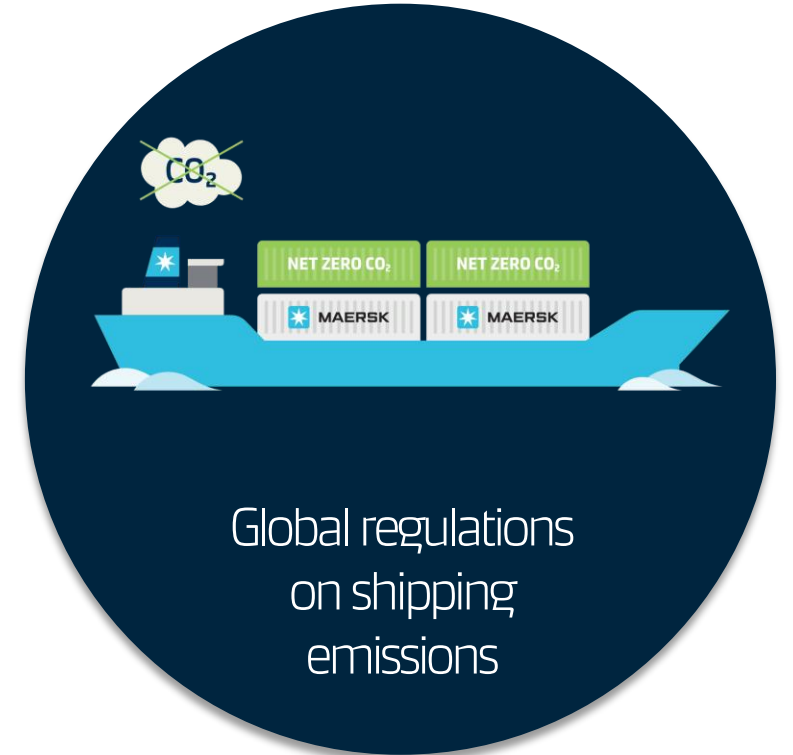 CO₂
NET ZERO CO₂ NET ZERO CO₂
MAERSK MAERSK
Global regulations
on shipping
emissions